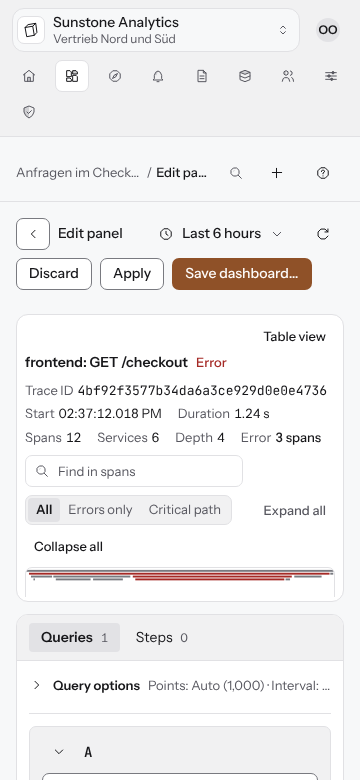 Sunstone Analytics
Vertrieb Nord und Süd
OO
Anfragen im Check... / Edit pa...
Edit panel
Last 6 hours
Discard
Apply
Save dashboard...
Table view
frontend: GET /checkout Error
Trace ID 4bf92f3577b34da6a3ce929d0e0e4736
Start 02:37:12.018 PM Duration 1.24 s
Spans 12 Services 6 Depth 4 Error 3 spans
Find in spans
All Errors only Critical path Expand all
Collapse all
Queries 1 Steps 0
Query options Points: Auto (1,000) · Interval: ...
A